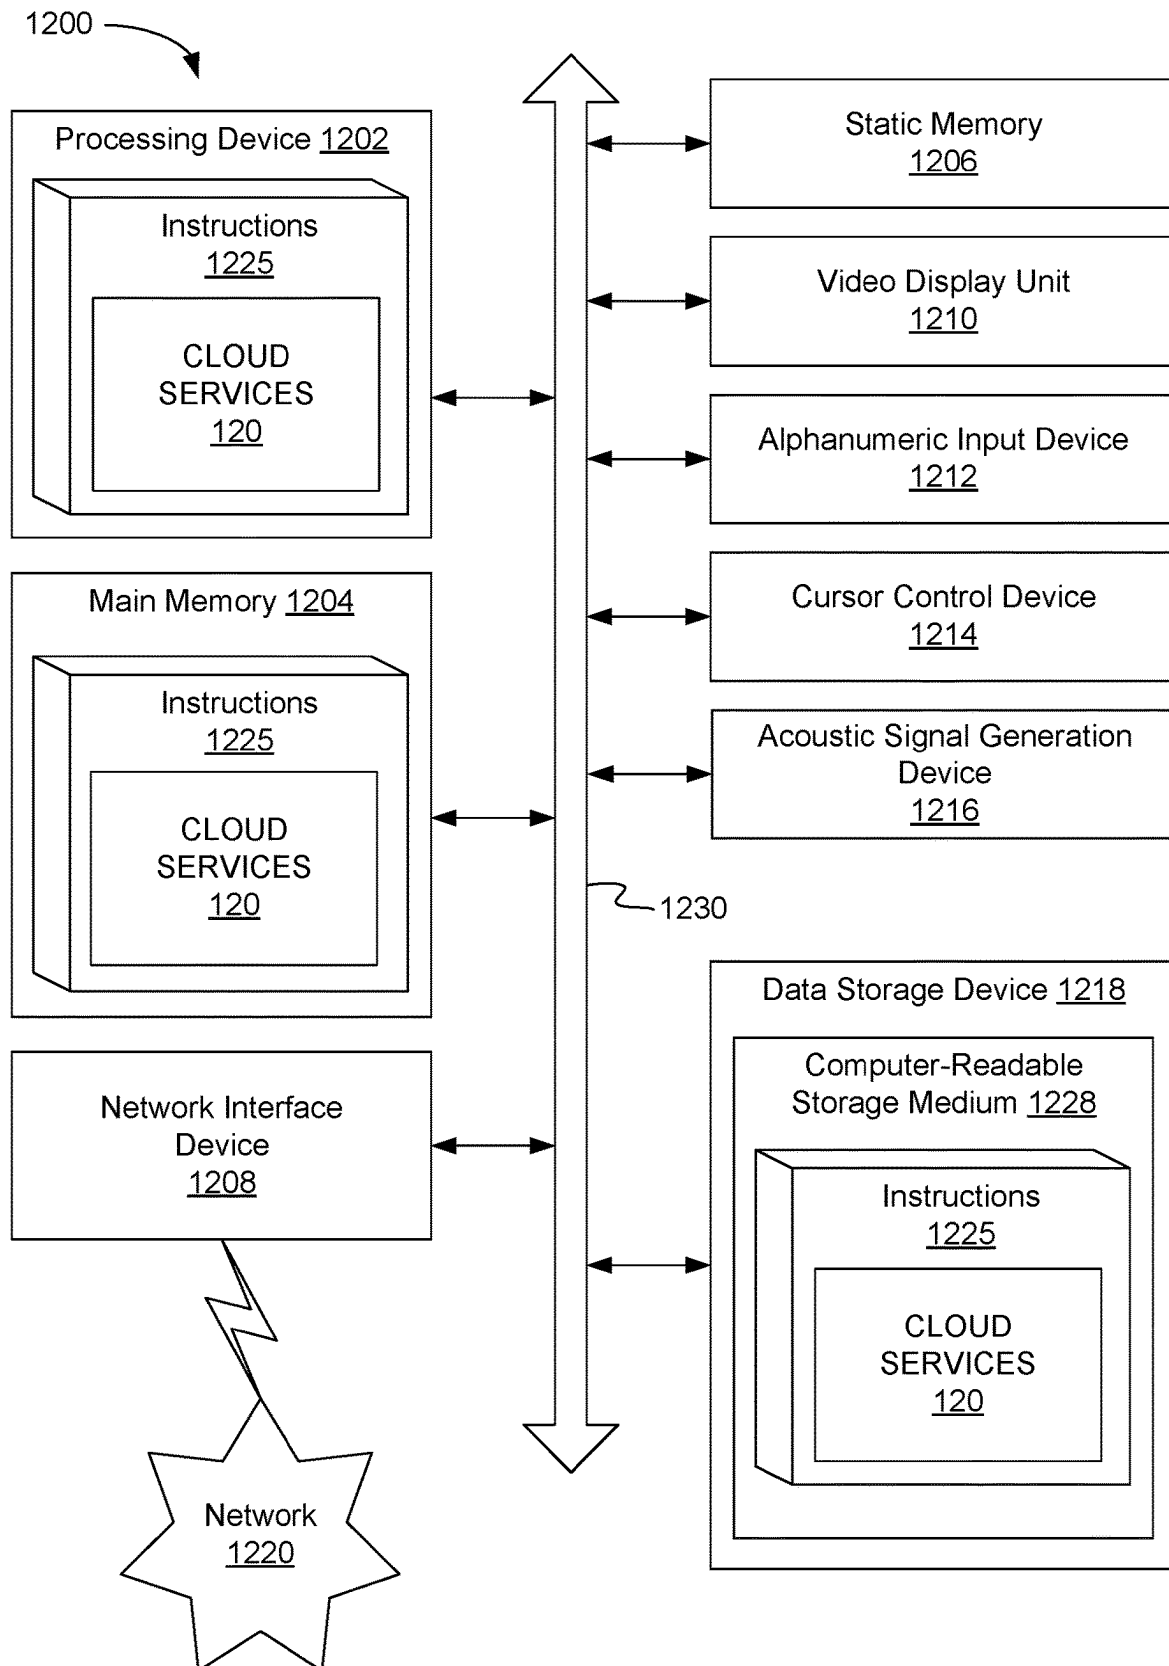 1200
Processing Device 1202
Instructions
1225
CLOUD
SERVICES
120
Main Memory 1204
Instructions
1225
CLOUD
SERVICES
120
Network Interface
Device
1208
Network
1220
Static Memory
1206
Video Display Unit
1210
Alphanumeric Input Device
1212
Cursor Control Device
1214
Acoustic Signal Generation
Device
1216
1230
Data Storage Device 1218
Computer-Readable
Storage Medium 1228
Instructions
1225
CLOUD
SERVICES
120